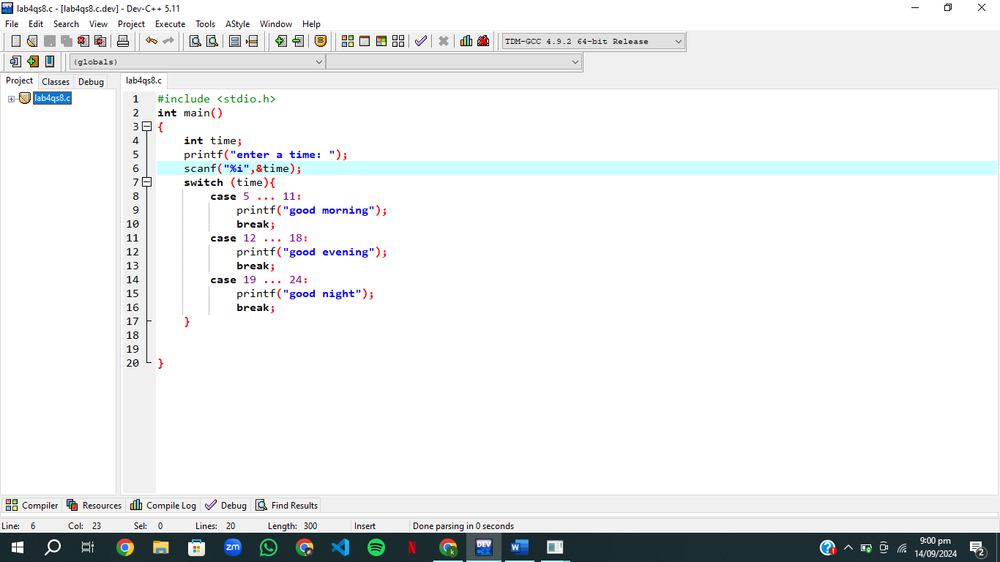 lab4qs8.c - [lab4qs8.c.dev] - Dev-C++ 5.11
File Edit Search View Project Execute Tools AStyle Window Help
TDM-GCC 4.9.2 64-bit Release
(globals)
Project Classes Debug
lab4qs8.c
lab4qs8.c
1 #include <stdio.h>
2 int main()
3 {
4 int time;
5 printf("enter a time: ");
6 scanf("%i",&time);
7 switch (time){
8 case 5 ... 11:
9 printf("good morning");
10 break;
11 case 12 ... 18:
12 printf("good evening");
13 break;
14 case 19 ... 24:
15 printf("good night");
16 break;
17 }
18
19
20 }
Compiler Resources Compile Log Debug Find Results
Line: 6 Col: 23 Sel: 0 Lines: 20 Length: 300 Insert Done parsing in 0 seconds
zm N k DEV W
9:00 pm
14/09/2024
2